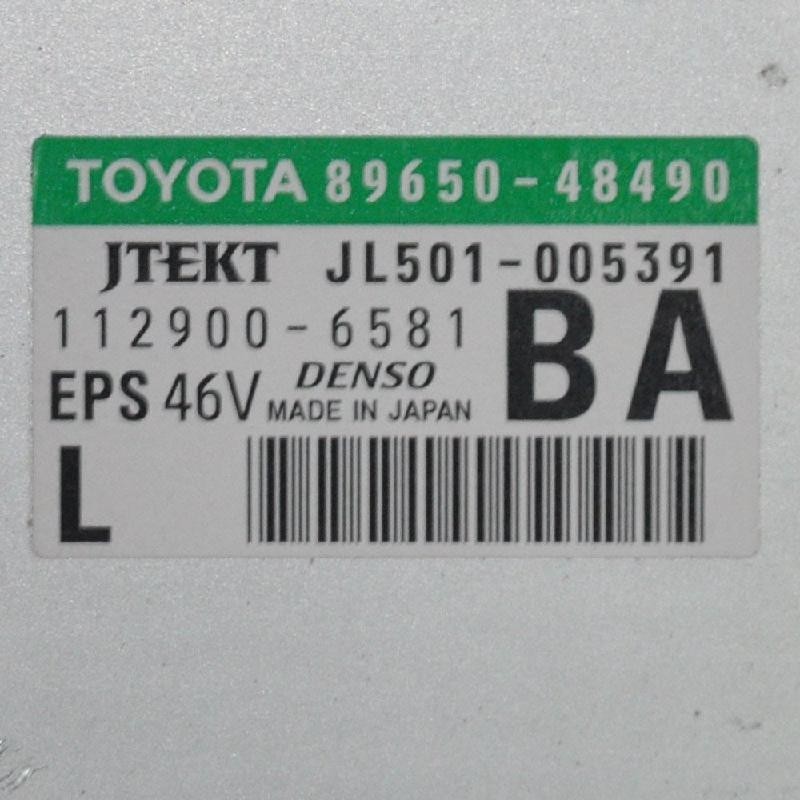 TOYOTA 89650-48490
JTEKT JL501-005391
112900-6581 BA
EPS 46V DENSO
MADE IN JAPAN
L